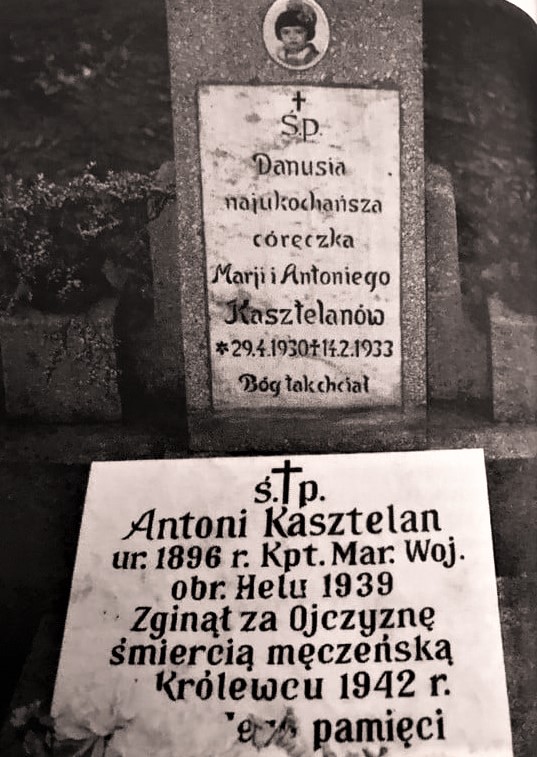 Ś.P.
Danusia
najukochańsza
córeczka
Marji i Antoniego
Kasztelanów
*29.4.1930†14.2.1933
Bóg tak chciał
ś.†p.
Antoni Kasztelan
ur. 1896 r. Kpt. Mar. Woj.
obr. Helu 1939
Zginął za Ojczyznę
śmiercią męczeńską
Królewcu 1942 r.
pamięci